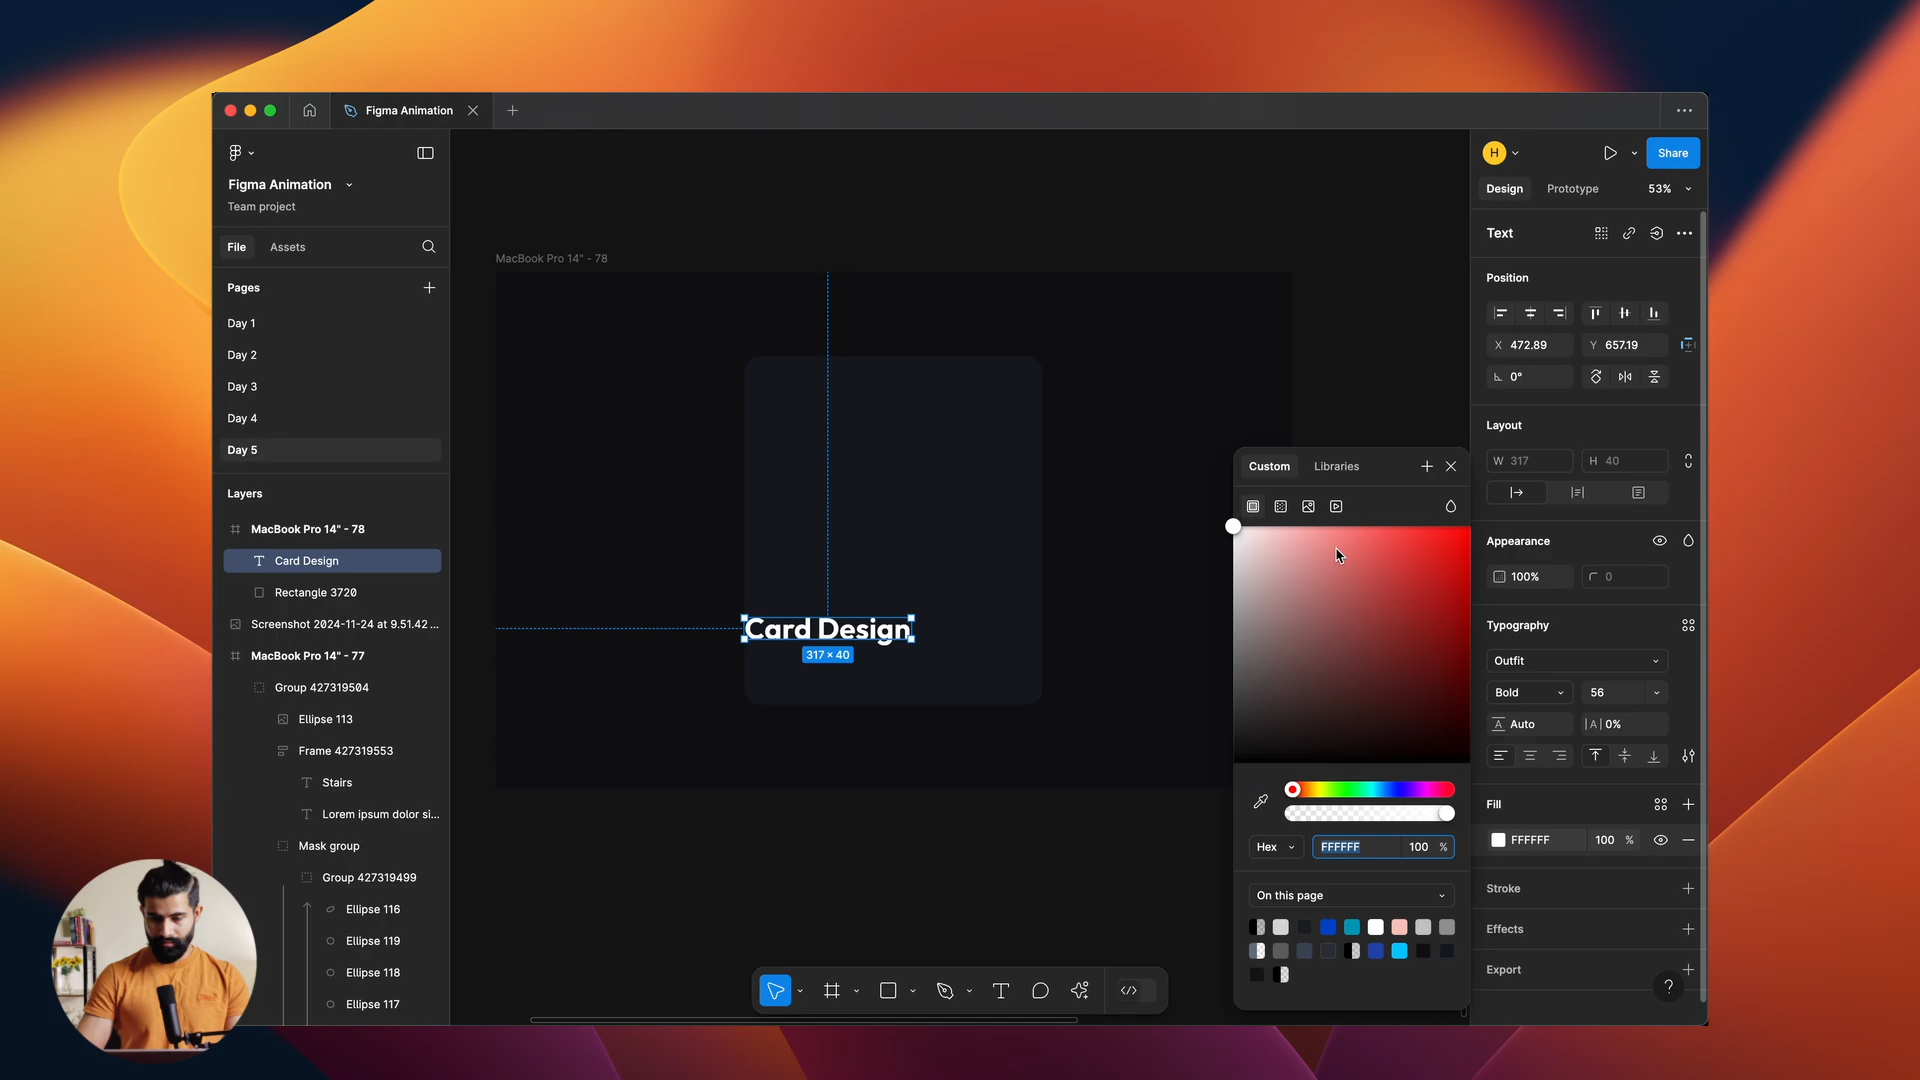 Figma Animation
Figma Animation
Team project
File
Assets
Pages
Day 1
Day 2
Day 3
Day 4
Day 5
Layers
MacBook Pro 14" - 78
Card Design
Rectangle 3720
Screenshot 2024-11-24 at 9.51.42 ...
MacBook Pro 14" - 77
Group 427319504
Ellipse 113
Frame 427319553
Stairs
Lorem ipsum dolor si...
Mask group
Group 427319499
Ellipse 116
Ellipse 119
Ellipse 118
Ellipse 117
MacBook Pro 14" - 78
Card Design
317 × 40
Custom
Libraries
Hex
FFFFFF
100 %
On this page
H
Share
Design
Prototype
53%
Text
Position
X 472.89
Y 657.19
0°
Layout
W 317
H 40
Appearance
100%
0
Typography
Outfit
Bold
56
A Auto
|A| 0%
Fill
FFFFFF
100 %
Stroke
Effects
Export
?